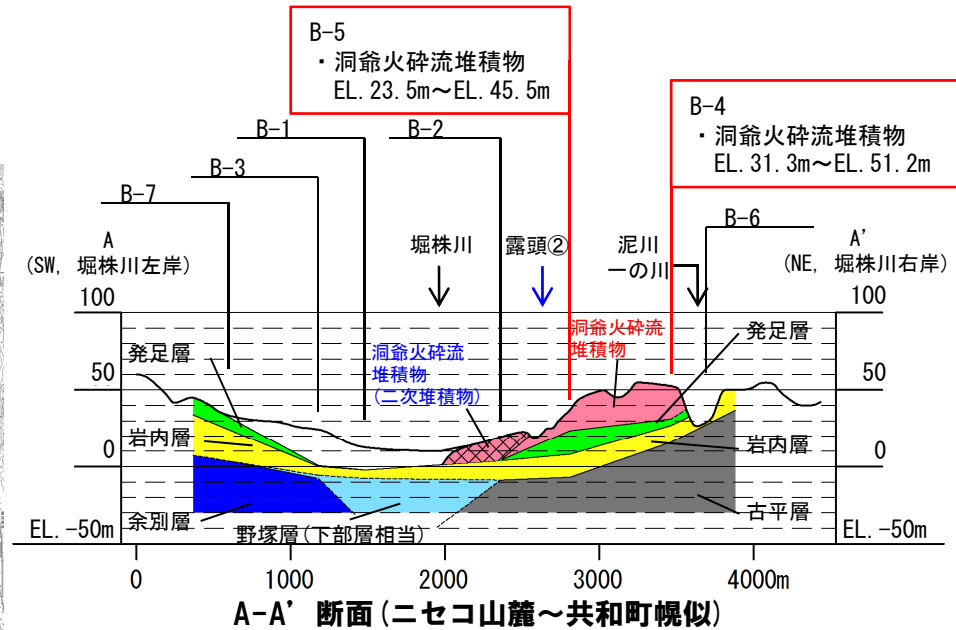 B-5
・洞爺火砕流堆積物
EL.23.5m～EL.45.5m
B-4
・洞爺火砕流堆積物
EL.31.3m～EL.51.2m
B-1
B-2
B-3
B-7
B-6
A
(SW, 堀株川左岸)
堀株川
露頭②
泥川
一の川
A'
(NE, 堀株川右岸)
100
100
発足層
洞爺火砕流
堆積物
(二次堆積物)
洞爺火砕流
堆積物
発足層
50
50
岩内層
岩内層
0
0
余別層
野塚層(下部層相当)
古平層
EL.-50m
EL.-50m
0
1000
2000
3000
4000m
A-A' 断面(ニセコ山麓～共和町幌似)